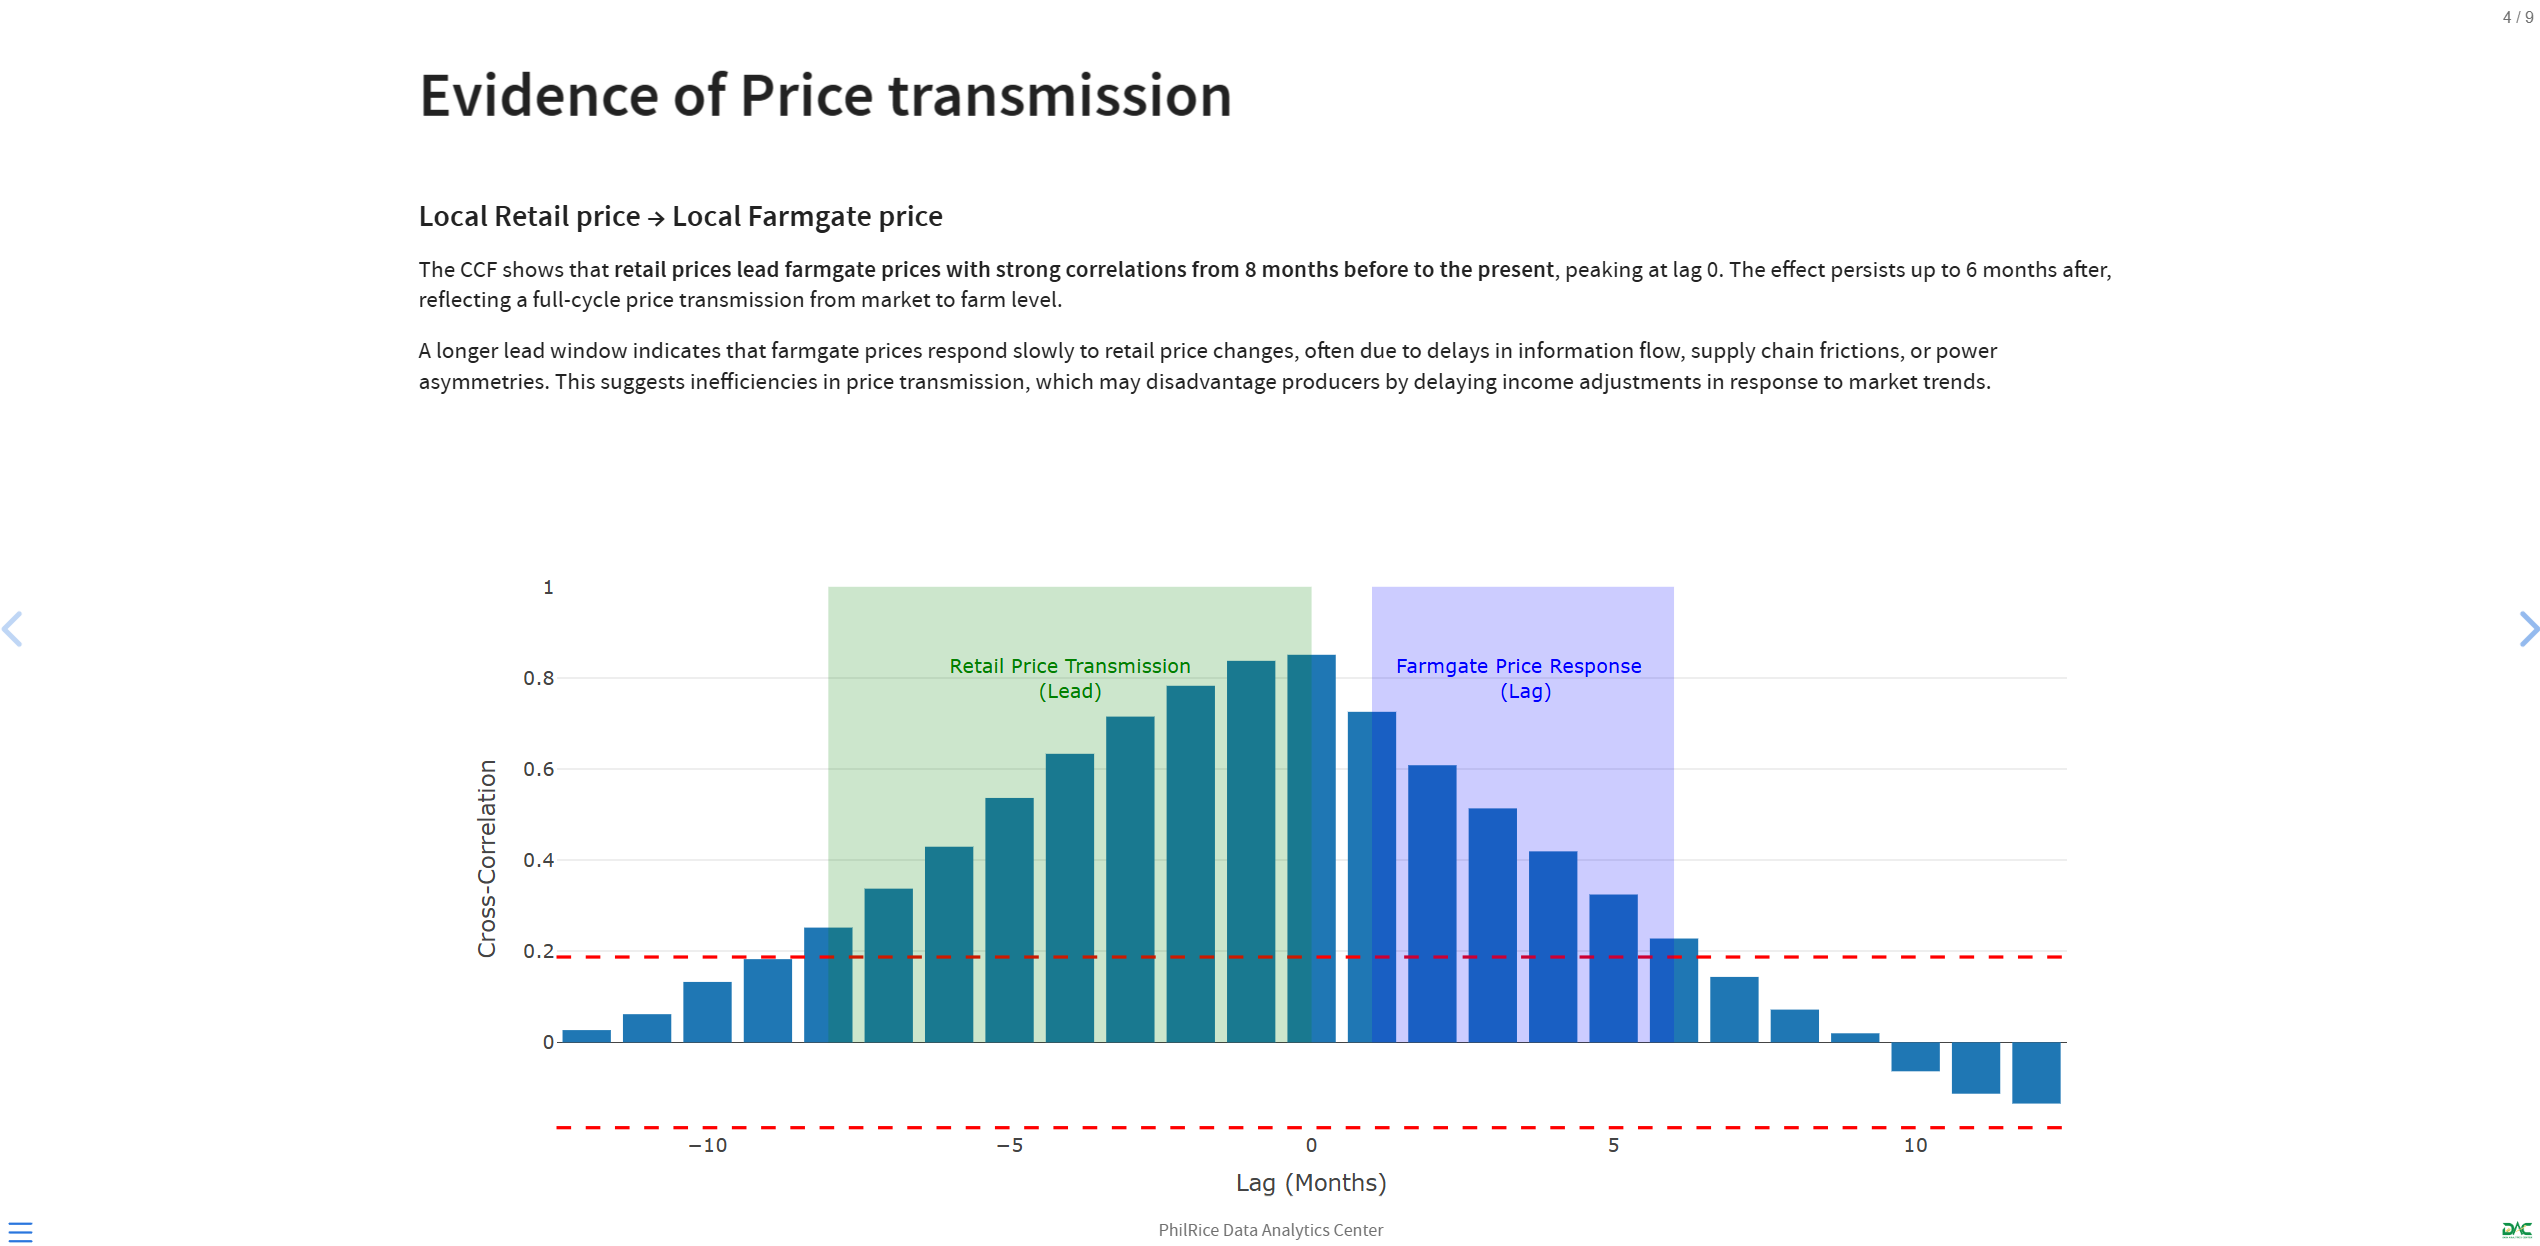 4 / 9
Evidence of Price transmission
Local Retail price → Local Farmgate price
The CCF shows that retail prices lead farmgate prices with strong correlations from 8 months before to the present, peaking at lag 0. The effect persists up to 6 months after,
reflecting a full-cycle price transmission from market to farm level.
A longer lead window indicates that farmgate prices respond slowly to retail price changes, often due to delays in information flow, supply chain frictions, or power
asymmetries. This suggests inefficiencies in price transmission, which may disadvantage producers by delaying income adjustments in response to market trends.
1
0.8
0.6
0.4
0.2
0
Cross-Correlation
Retail Price Transmission
(Lead)
Farmgate Price Response
(Lag)
−10
−5
0
5
10
Lag (Months)
PhilRice Data Analytics Center
DAC